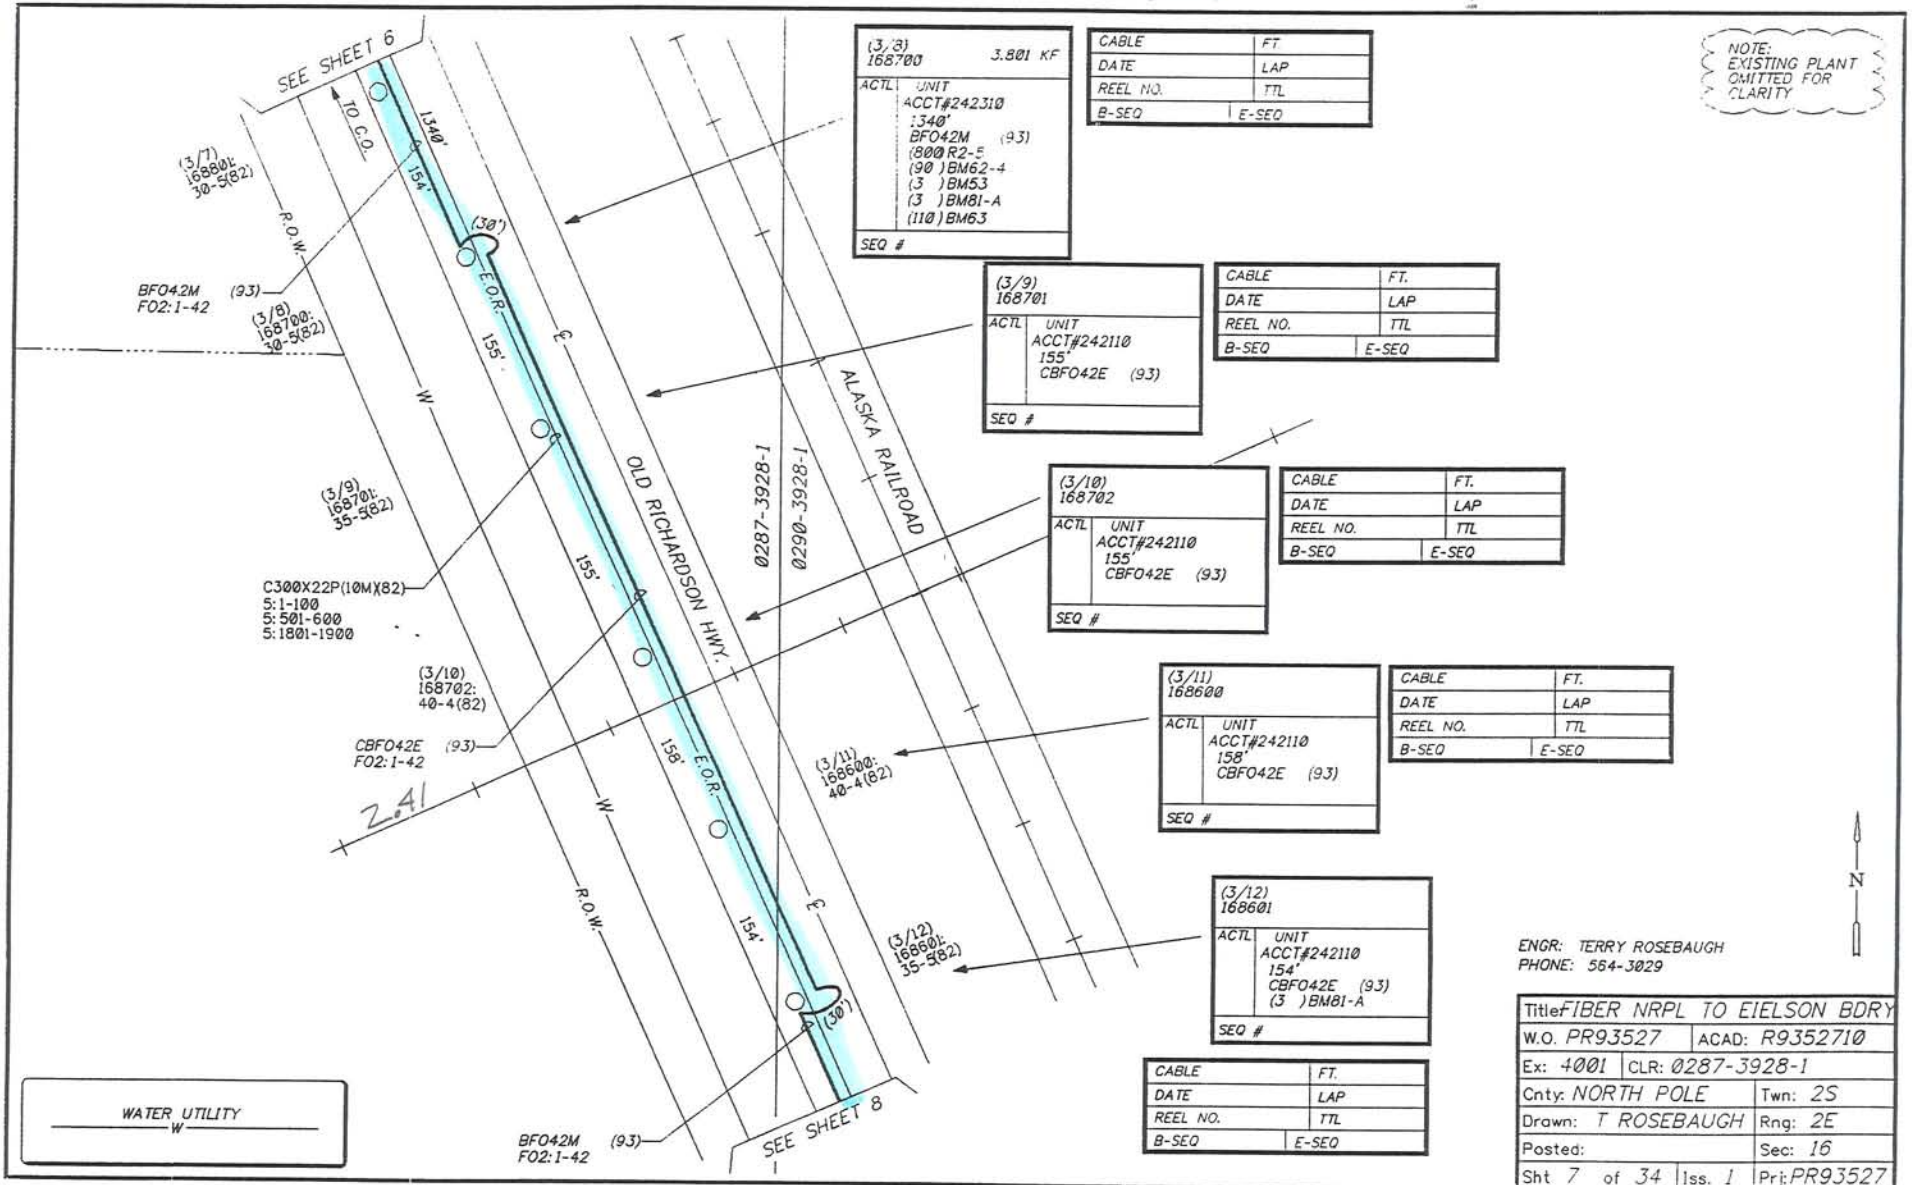 SEE SHEET 6
TO C.O.
1340'
154'
(3/7)
168801:
30-5(82)
R.O.W.
(30')
E.O.R.
BFO42M (93)
FO2:1-42
(3/8)
168700:
30-5(82)
155'
W
(3/9)
168701:
35-5(82)
OLD RICHARDSON HWY.
155'
C300X22P(10M)(82)
5:1-100
5:501-600
5:1801-1900
(3/10)
168702:
40-4(82)
CBFO42E (93)
FO2:1-42
2.41
158'
E.O.R.
W
R.O.W.
154'
(30')
BFO42M (93)
FO2:1-42
SEE SHEET 8
0287-3928-1
0290-3928-1
ALASKA RAILROAD
(3/11)
168600:
40-4(82)
(3/12)
168601:
35-5(82)
(3/8)
168700 3.801 KF
ACTL UNIT
ACCT#242310
1340'
BFO42M (93)
(800) R2-5
(90 ) BM62-4
(3 ) BM53
(3 ) BM81-A
(110) BM63
SEQ #
CABLE FT.
DATE LAP
REEL NO. TTL
B-SEQ E-SEQ
(3/9)
168701
ACTL UNIT
ACCT#242110
155'
CBFO42E (93)
SEQ #
CABLE FT.
DATE LAP
REEL NO. TTL
B-SEQ E-SEQ
(3/10)
168702
ACTL UNIT
ACCT#242110
155'
CBFO42E (93)
SEQ #
CABLE FT.
DATE LAP
REEL NO. TTL
B-SEQ E-SEQ
(3/11)
168600
ACTL UNIT
ACCT#242110
158'
CBFO42E (93)
SEQ #
CABLE FT.
DATE LAP
REEL NO. TTL
B-SEQ E-SEQ
(3/12)
168601
ACTL UNIT
ACCT#242110
154'
CBFO42E (93)
(3 ) BM81-A
SEQ #
CABLE FT.
DATE LAP
REEL NO. TTL
B-SEQ E-SEQ
NOTE:
EXISTING PLANT
OMITTED FOR
CLARITY
N
WATER UTILITY
W
ENGR: TERRY ROSEBAUGH
PHONE: 564-3029
Title: FIBER NRPL TO EIELSON BDRY
W.O. PR93527 ACAD: R9352710
Ex: 4001 CLR: 0287-3928-1
Cnty: NORTH POLE Twn: 2S
Drawn: T ROSEBAUGH Rng: 2E
Posted: Sec: 16
Sht 7 of 34 Iss. 1 Prj: PR93527